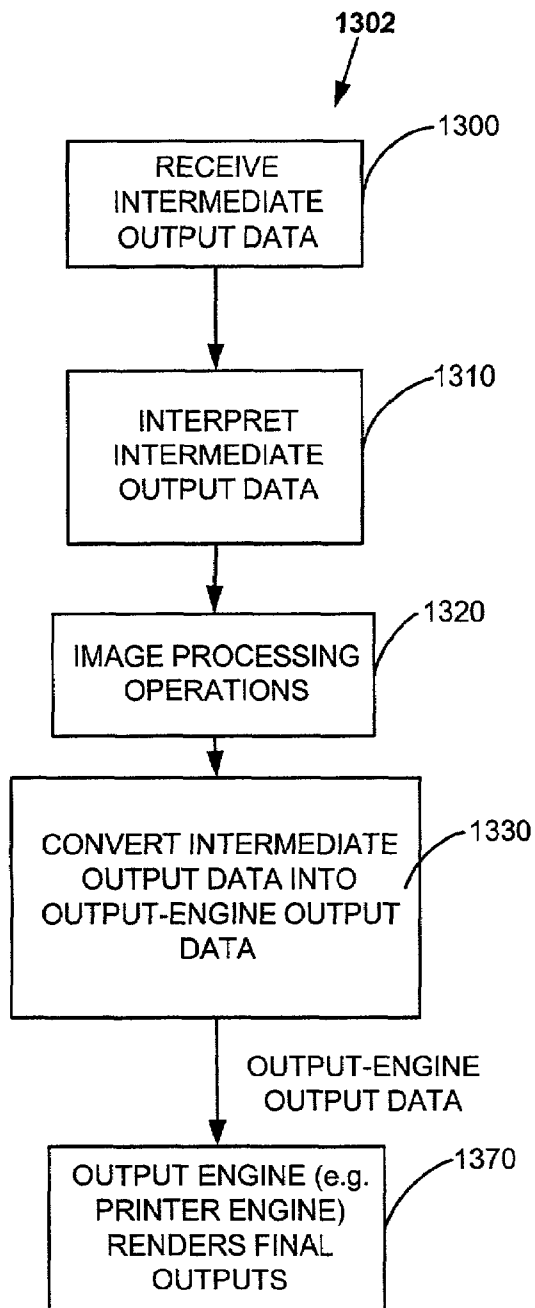 1302
1300
RECEIVE
INTERMEDIATE
OUTPUT DATA
1310
INTERPRET
INTERMEDIATE
OUTPUT DATA
1320
IMAGE PROCESSING
OPERATIONS
1330
CONVERT INTERMEDIATE
OUTPUT DATA INTO
OUTPUT-ENGINE OUTPUT
DATA
OUTPUT-ENGINE
OUTPUT DATA
1370
OUTPUT ENGINE (e.g.
PRINTER ENGINE)
RENDERS FINAL
OUTPUTS